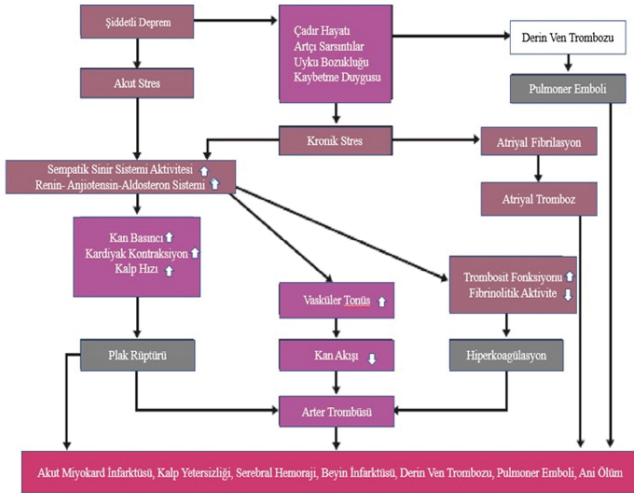 Şiddetli Deprem
Çadır Hayatı
Artçı Sarsıntılar
Uyku Bozukluğu
Kaybetme Duygusu
Derin Ven Trombozu
Akut Stres
Pulmoner Emboli
Kronik Stres
Atriyal Fibrilasyon
Sempatik Sinir Sistemi Aktivitesi ⇧
Renin- Anjiotensin-Aldosteron Sistemi ⇧
Atriyal Tromboz
Kan Basıncı ⇧
Kardiyak Kontraksiyon ⇧
Kalp Hızı ⇧
Trombosit Fonksiyonu ⇧
Fibrinolitik Aktivite ⇩
Vasküler Tonüs ⇧
Plak Rüptürü
Kan Akışı ⇩
Hiperkoagülasyon
Arter Trombüsü
Akut Miyokard İnfarktüsü, Kalp Yetersizliği, Serebral Hemoraji, Beyin İnfarktüsü, Derin Ven Trombozu, Pulmoner Emboli, Ani Ölüm